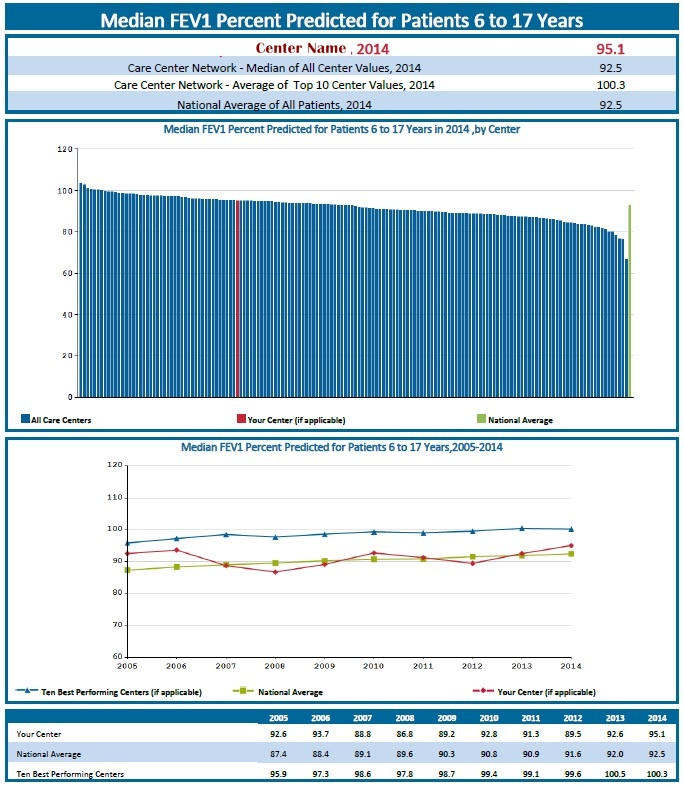 Median FEV1 Percent Predicted for Patients 6 to 17 Years
Center Name , 2014 95.1
Care Center Network - Median of All Center Values, 2014 92.5
Care Center Network - Average of Top 10 Center Values, 2014 100.3
National Average of All Patients, 2014 92.5
Median FEV1 Percent Predicted for Patients 6 to 17 Years in 2014 ,by Center
120
100
80
60
40
20
0
All Care Centers Your Center (if applicable) National Average
Median FEV1 Percent Predicted for Patients 6 to 17 Years,2005-2014
120
110
100
90
80
70
60
2005 2006 2007 2008 2009 2010 2011 2012 2013 2014
Ten Best Performing Centers (if applicable) National Average Your Center (if applicable)
2005 2006 2007 2008 2009 2010 2011 2012 2013 2014
Your Center 92.6 93.7 88.8 86.8 89.2 92.8 91.3 89.5 92.6 95.1
National Average 87.4 88.4 89.1 89.6 90.3 90.8 90.9 91.6 92.0 92.5
Ten Best Performing Centers 95.9 97.3 98.6 97.8 98.7 99.4 99.1 99.6 100.5 100.3